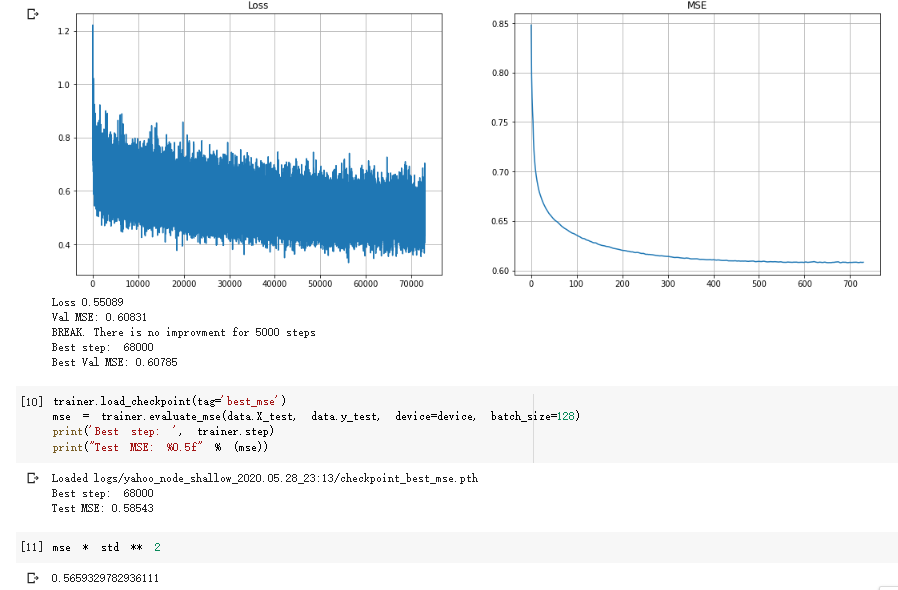 Loss
MSE
1.2
1.0
0.8
0.6
0.4
0 10000 20000 30000 40000 50000 60000 70000
0.85
0.80
0.75
0.70
0.65
0.60
0 100 200 300 400 500 600 700
Loss 0.55089
Val MSE: 0.60831
BREAK. There is no improvment for 5000 steps
Best step: 68000
Best Val MSE: 0.60785
[10] trainer.load_checkpoint(tag='best_mse')
mse = trainer.evaluate_mse(data.X_test, data.y_test, device=device, batch_size=128)
print('Best step: ', trainer.step)
print("Test MSE: %0.5f" % (mse))
Loaded logs/yahoo_node_shallow_2020.05.28_23:13/checkpoint_best_mse.pth
Best step: 68000
Test MSE: 0.58543
[11] mse * std ** 2
0.5659329782936111